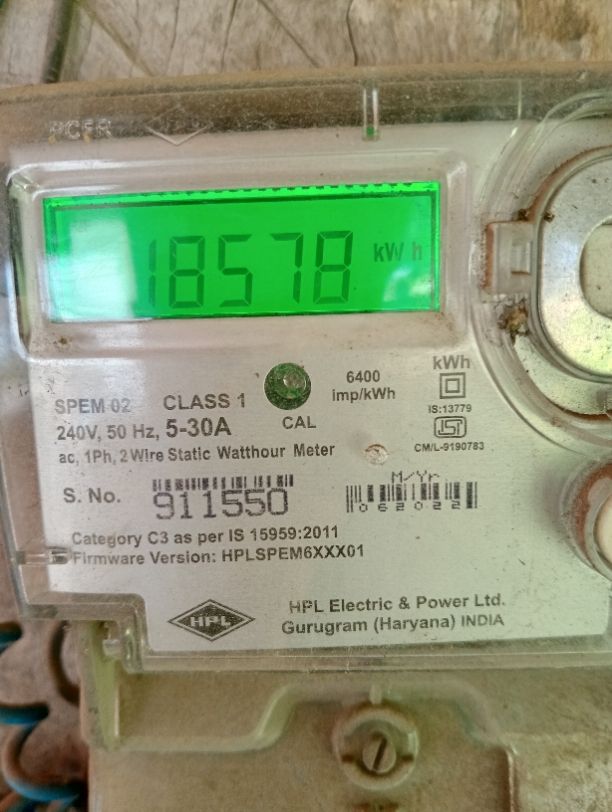 18578 kWh
SPEM 02 CLASS 1 CAL 6400 imp/kWh kWh
IS:13779
240V, 50 Hz, 5-30A
CM/L-9190783
ac, 1Ph, 2 Wire Static Watthour Meter
M/Yr
S. No. 911550 062022
Category C3 as per IS 15959:2011
Firmware Version: HPLSPEM6XXX01
HPL
HPL Electric & Power Ltd.
Gurugram (Haryana) INDIA